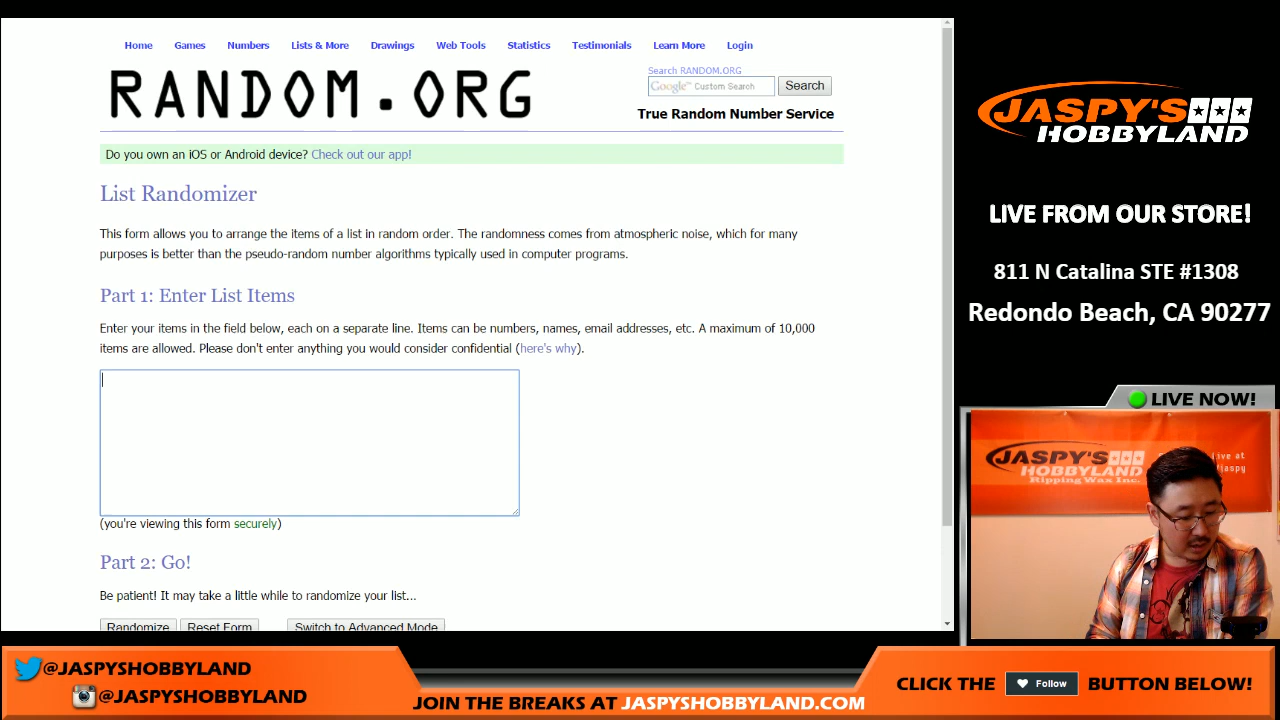 Home Games Numbers Lists & More Drawings Web Tools Statistics Testimonials Learn More Login
RANDOM.ORG
Search RANDOM.ORG
Google™ Custom Search Search
True Random Number Service
Do you own an iOS or Android device? Check out our app!
List Randomizer
This form allows you to arrange the items of a list in random order. The randomness comes from atmospheric noise, which for many
purposes is better than the pseudo-random number algorithms typically used in computer programs.
Part 1: Enter List Items
Enter your items in the field below, each on a separate line. Items can be numbers, names, email addresses, etc. A maximum of 10,000
items are allowed. Please don't enter anything you would consider confidential (here's why).
(you're viewing this form securely)
Part 2: Go!
Be patient! It may take a little while to randomize your list...
Randomize Reset Form Switch to Advanced Mode
JASPY'S
HOBBYLAND
LIVE FROM OUR STORE!
811 N Catalina STE #1308
Redondo Beach, CA 90277
LIVE NOW!
JASPY'S
HOBBYLAND
Ripping Wax Inc.
live at
jaspy
@JASPYSHOBBYLAND
@JASPYSHOBBYLAND
JOIN THE BREAKS AT JASPYSHOBBYLAND.COM
CLICK THE Follow BUTTON BELOW!